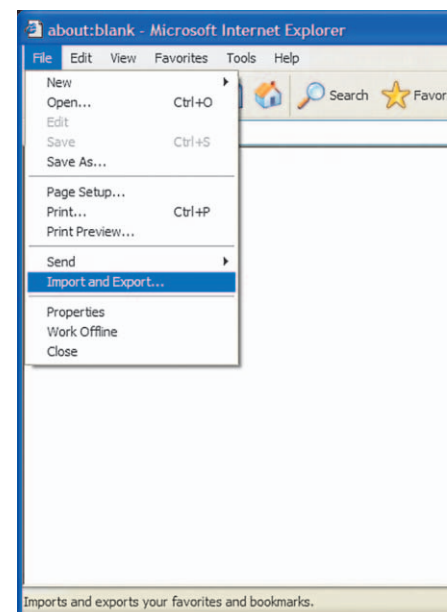 about:blank - Microsoft Internet Explorer
File Edit View Favorites Tools Help
Search Favor
New
Open... Ctrl+O
Edit
Save Ctrl+S
Save As...
Page Setup...
Print... Ctrl+P
Print Preview...
Send
Import and Export...
Properties
Work Offline
Close
Imports and exports your favorites and bookmarks.